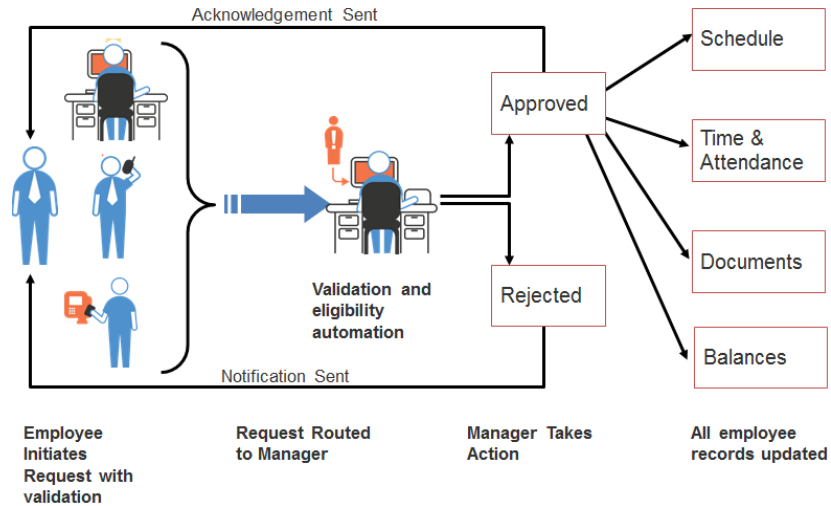 Acknowledgement Sent
Schedule
Approved
Time &
Attendance
Documents
Validation and
eligibility
automation
Rejected
Balances
Notification Sent
Employee
Initiates
Request with
validation
Request Routed
to Manager
Manager Takes
Action
All employee
records updated